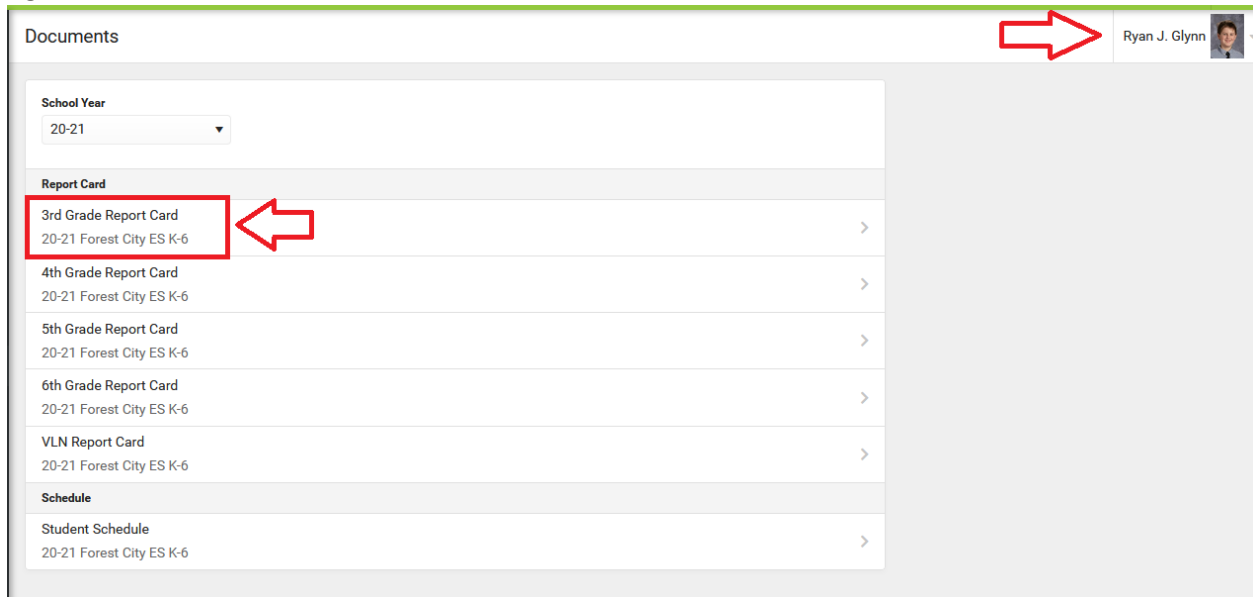 Documents
Ryan J. Glynn
School Year
20-21
Report Card
3rd Grade Report Card
20-21 Forest City ES K-6
4th Grade Report Card
20-21 Forest City ES K-6
5th Grade Report Card
20-21 Forest City ES K-6
6th Grade Report Card
20-21 Forest City ES K-6
VLN Report Card
20-21 Forest City ES K-6
Schedule
Student Schedule
20-21 Forest City ES K-6